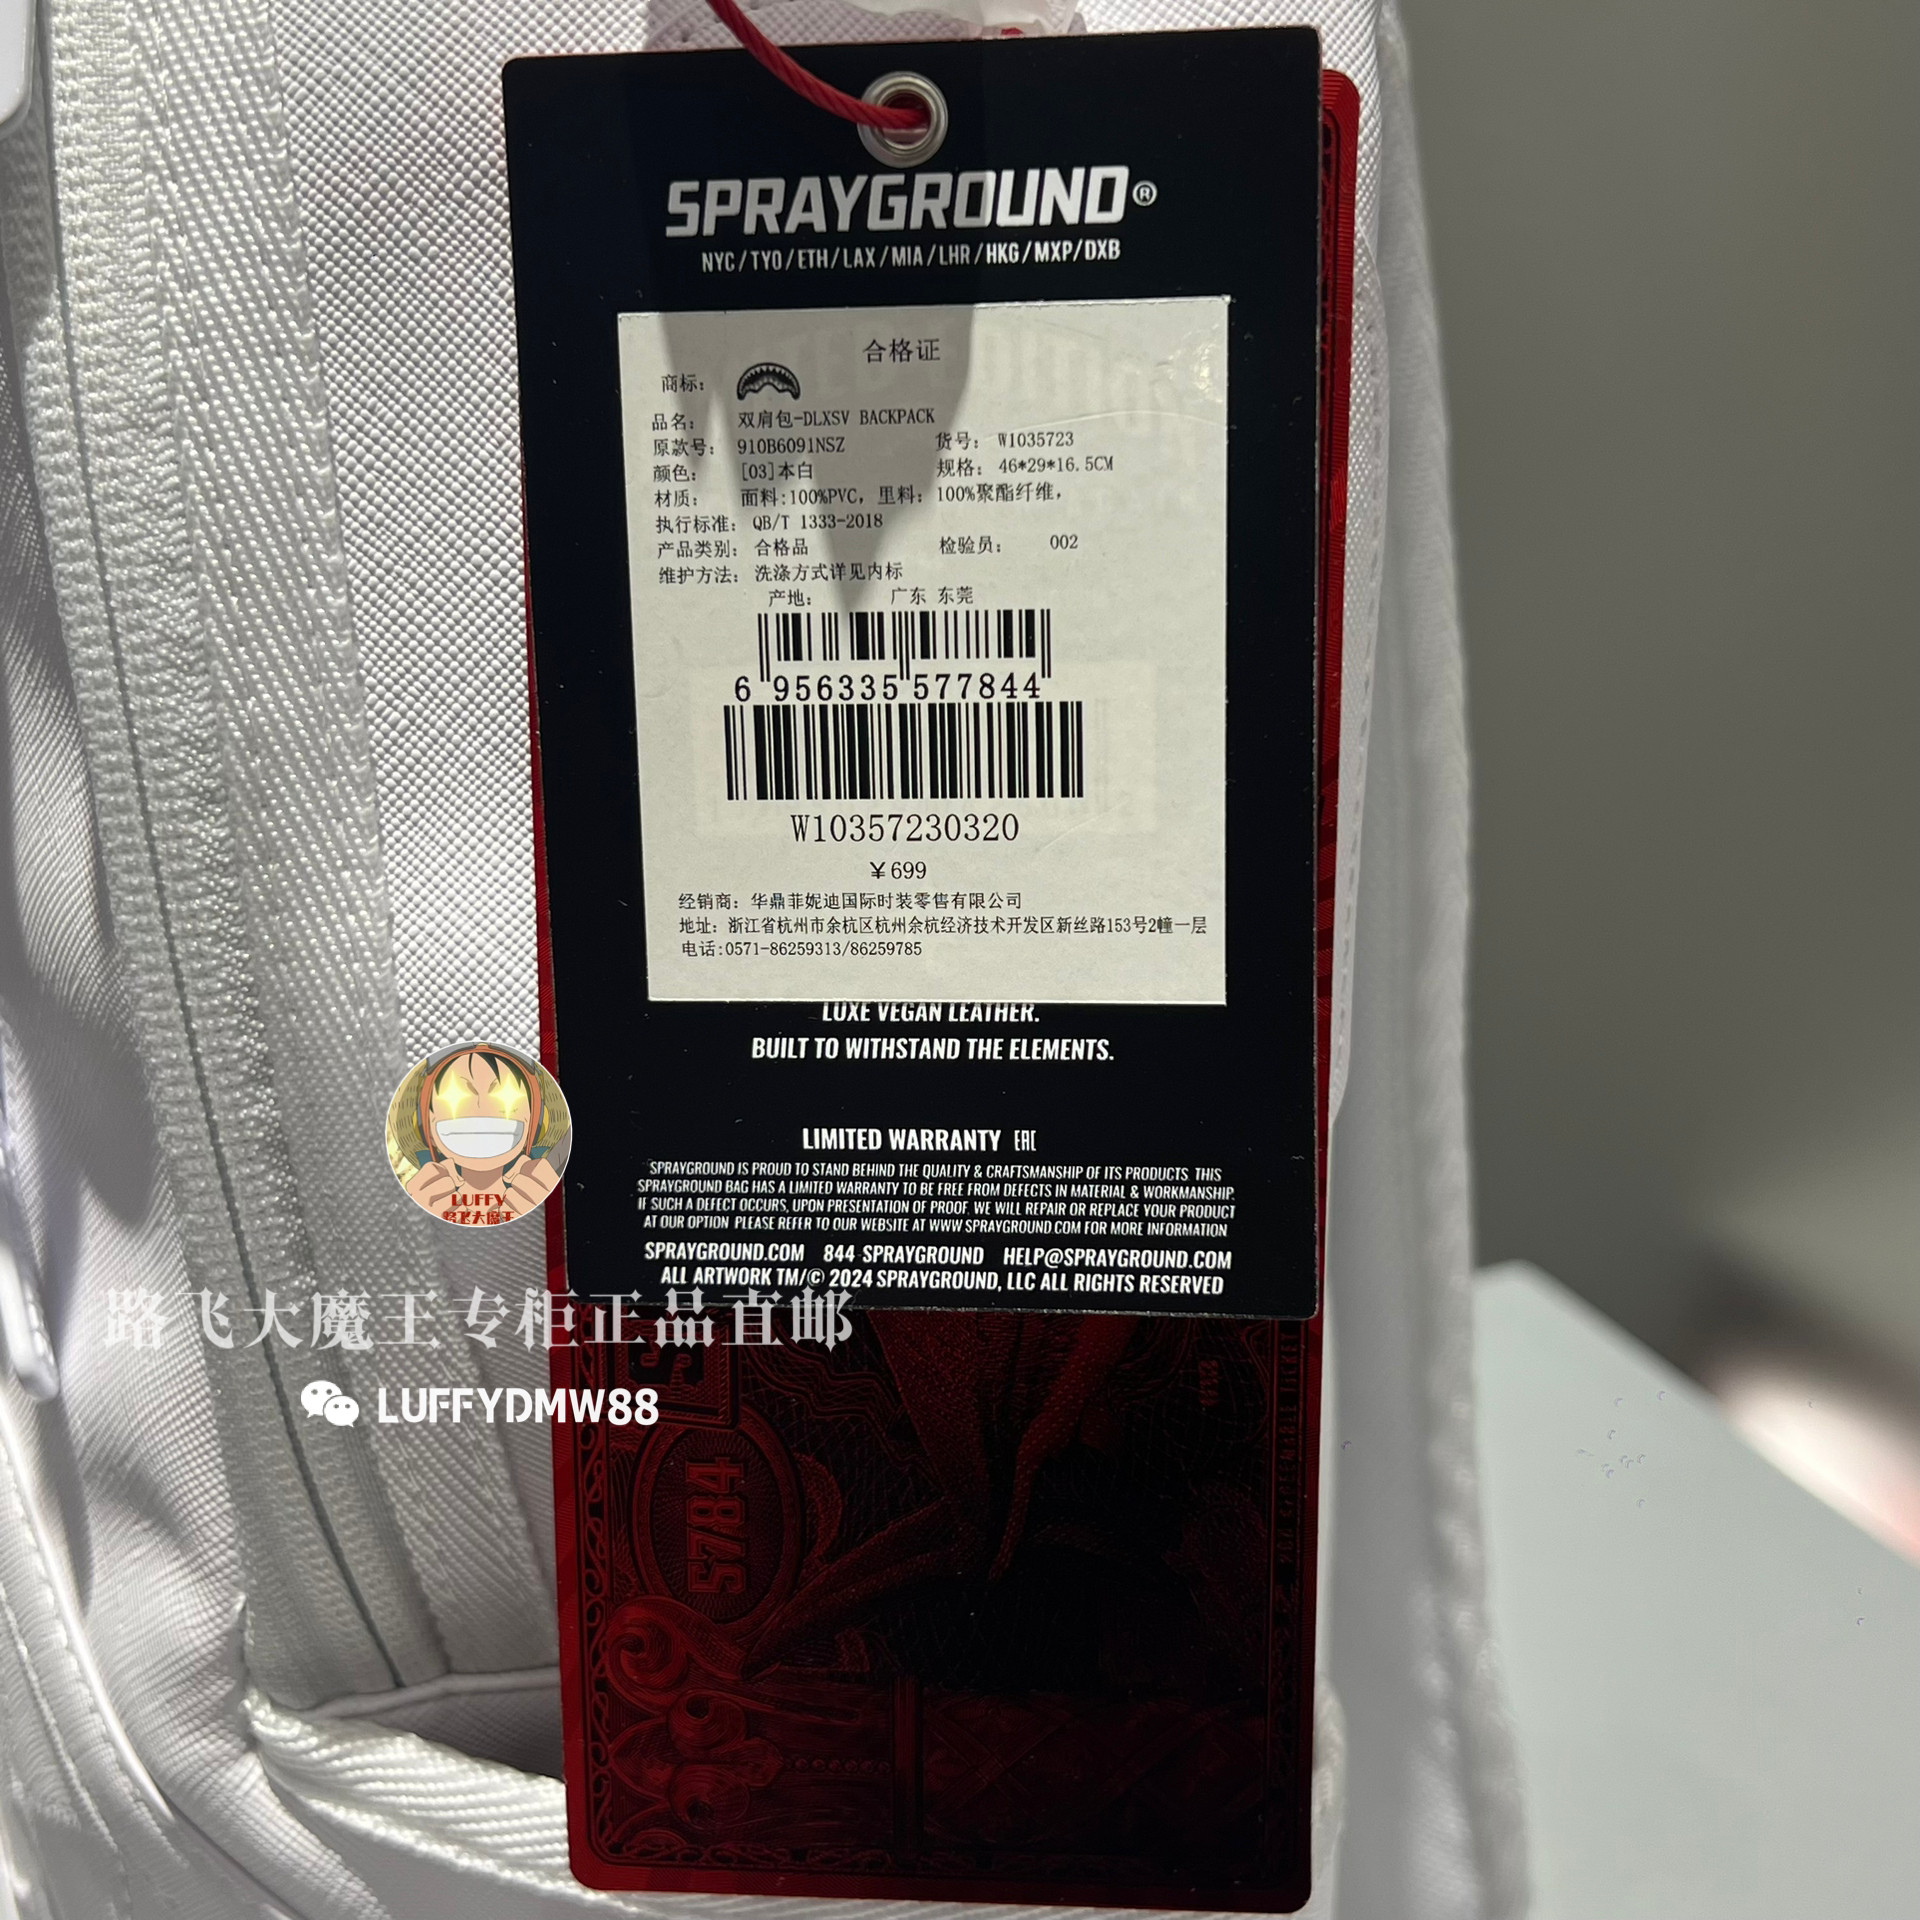 SPRAYGROUND®
NYC/TYO/ETH/LAX/MIA/LHR/HKG/MXP/DXB
合格证
商标：
品名： 双肩包-DLXSV BACKPACK
原款号： 910B6091NSZ 货号： W1035723
颜色： [03]本白 规格： 46*29*16.5CM
材质： 面料:100%PVC，里料：100%聚酯纤维，
执行标准： QB/T 1333-2018
产品类别： 合格品 检验员： 002
维护方法： 洗涤方式详见内标
产地： 广东 东莞
6 956335 577844
W10357230320
¥699
经销商：华鼎菲妮迪国际时装零售有限公司
地址：浙江省杭州市余杭区杭州余杭经济技术开发区新丝路153号2幢一层
电话:0571-86259313/86259785
LUXE VEGAN LEATHER.
BUILT TO WITHSTAND THE ELEMENTS.
LIMITED WARRANTY EAC
SPRAYGROUND IS PROUD TO STAND BEHIND THE QUALITY & CRAFTSMANSHIP OF ITS PRODUCTS. THIS
SPRAYGROUND BAG HAS A LIMITED WARRANTY TO BE FREE FROM DEFECTS IN MATERIAL & WORKMANSHIP.
IF SUCH A DEFECT OCCURS, UPON PRESENTATION OF PROOF, WE WILL REPAIR OR REPLACE YOUR PRODUCT
AT OUR OPTION. PLEASE REFER TO OUR WEBSITE AT WWW.SPRAYGROUND.COM FOR MORE INFORMATION.
SPRAYGROUND.COM 844-SPRAYGROUND HELP@SPRAYGROUND.COM
ALL ARTWORK TM/© 2024 SPRAYGROUND, LLC ALL RIGHTS RESERVED
LUFFY
路飞大魔王
路飞大魔王专柜正品直邮
LUFFYDMW88
5784